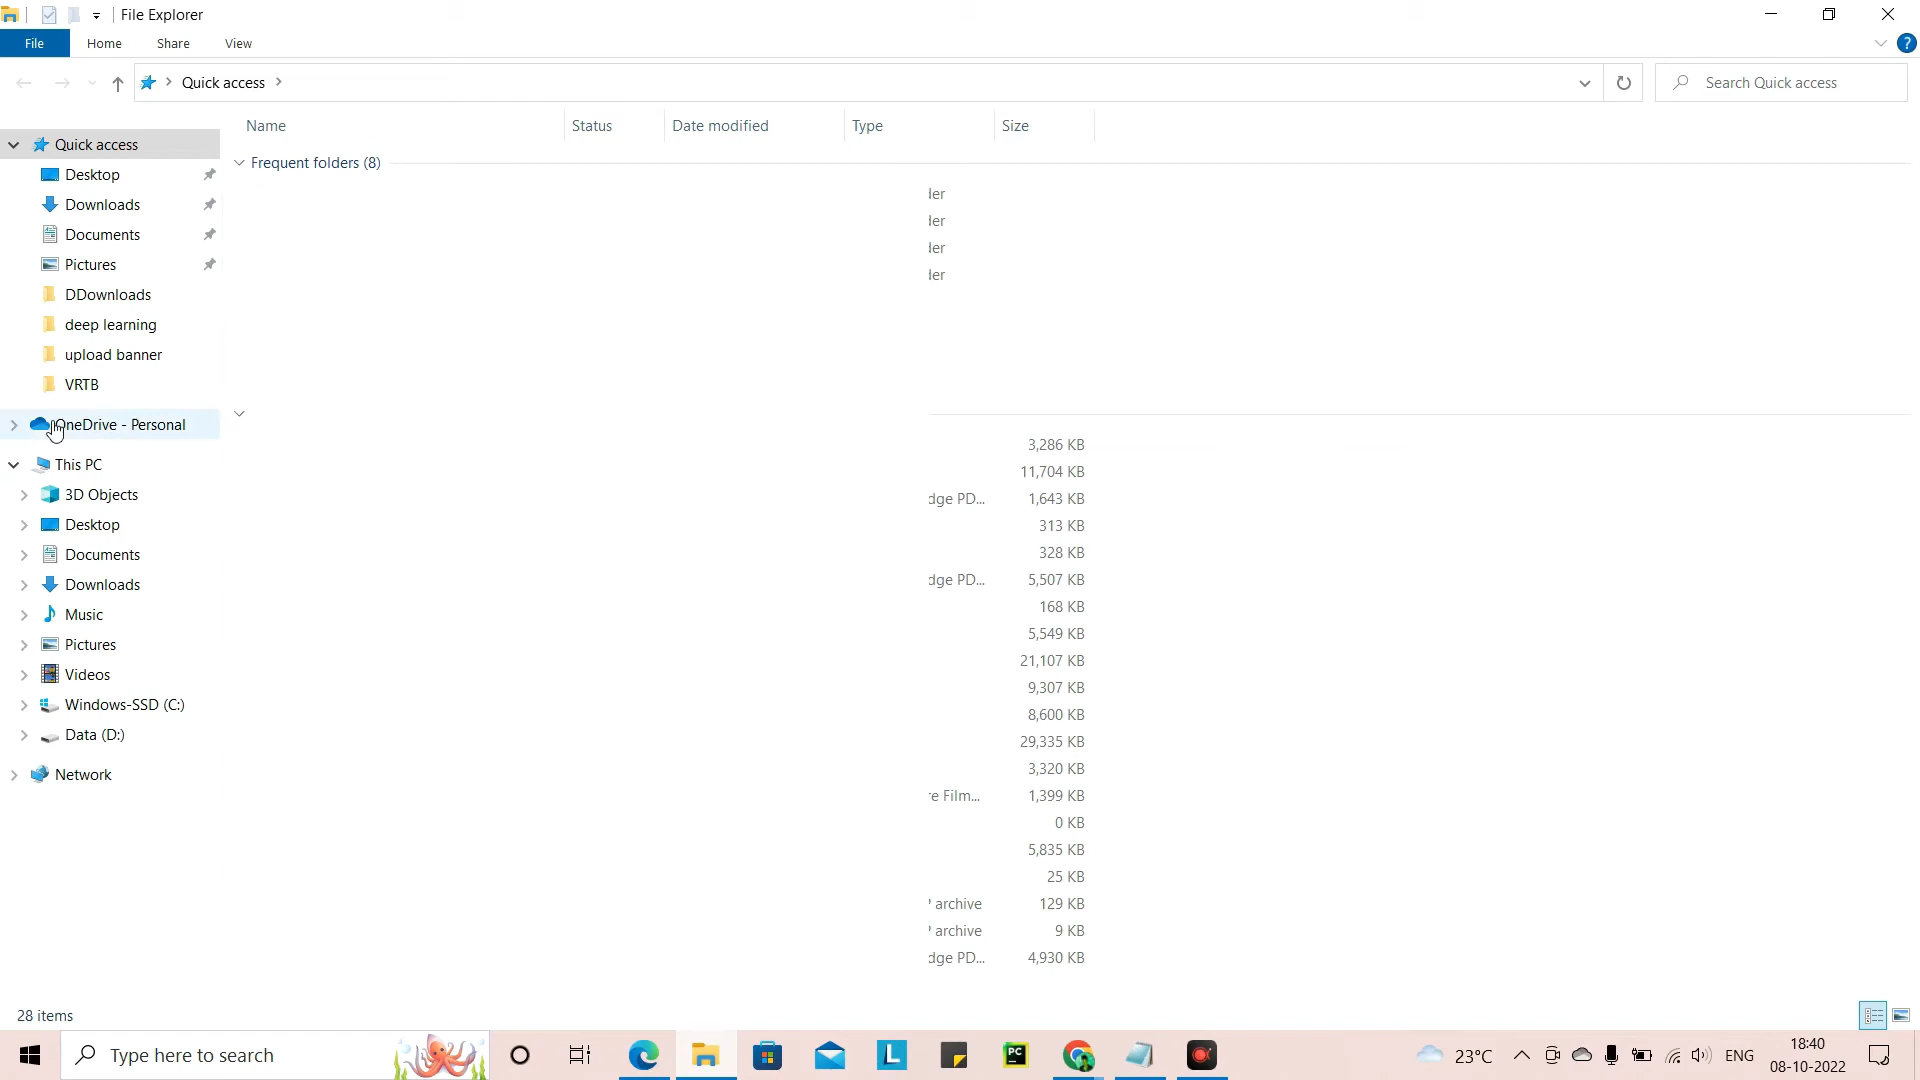 File Explorer
File Home Share View
Quick access
Search Quick access
Name Status Date modified Type Size
Quick access
Frequent folders (8)
Desktop
Downloads
Documents
Pictures
DDownloads
deep learning
upload banner
VRTB
OneDrive - Personal
This PC
3D Objects
Desktop
Documents
Downloads
Music
Pictures
Videos
Windows-SSD (C:)
Data (D:)
Network
der
der
der
der
3,286 KB
11,704 KB
dge PD... 1,643 KB
313 KB
328 KB
dge PD... 5,507 KB
168 KB
5,549 KB
21,107 KB
9,307 KB
8,600 KB
29,335 KB
3,320 KB
re Film... 1,399 KB
0 KB
5,835 KB
25 KB
archive 129 KB
archive 9 KB
dge PD... 4,930 KB
28 items
Type here to search
L
PC
23°C
ENG
18:40
08-10-2022